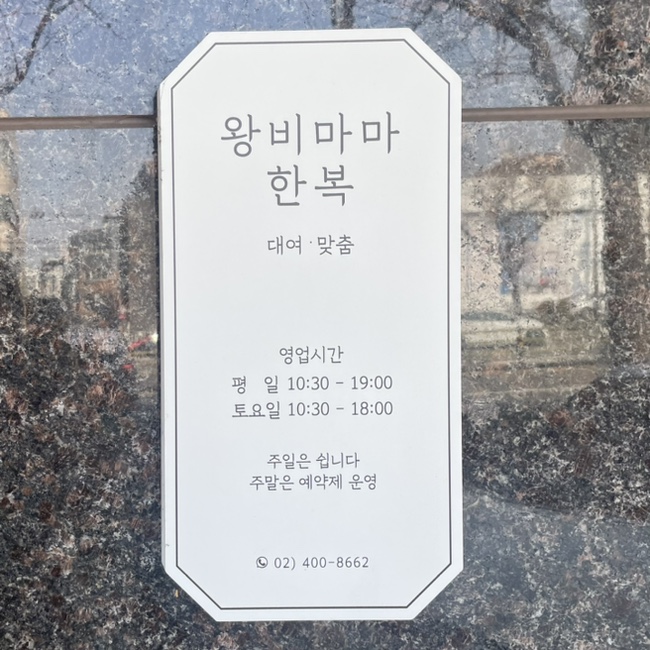 왕비마마
한복
대여·맞춤
영업시간
평 일 10:30 - 19:00
토요일 10:30 - 18:00
주일은 쉽니다
주말은 예약제 운영
02) 400-8662